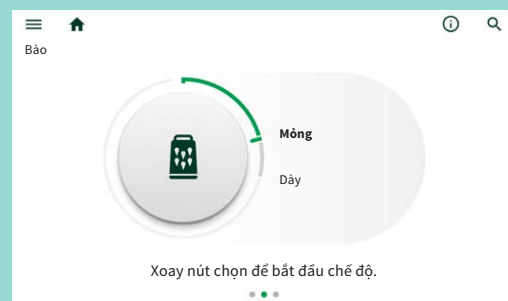 Bào
Mỏng
Dày
Xoay nút chọn để bắt đầu chế độ.